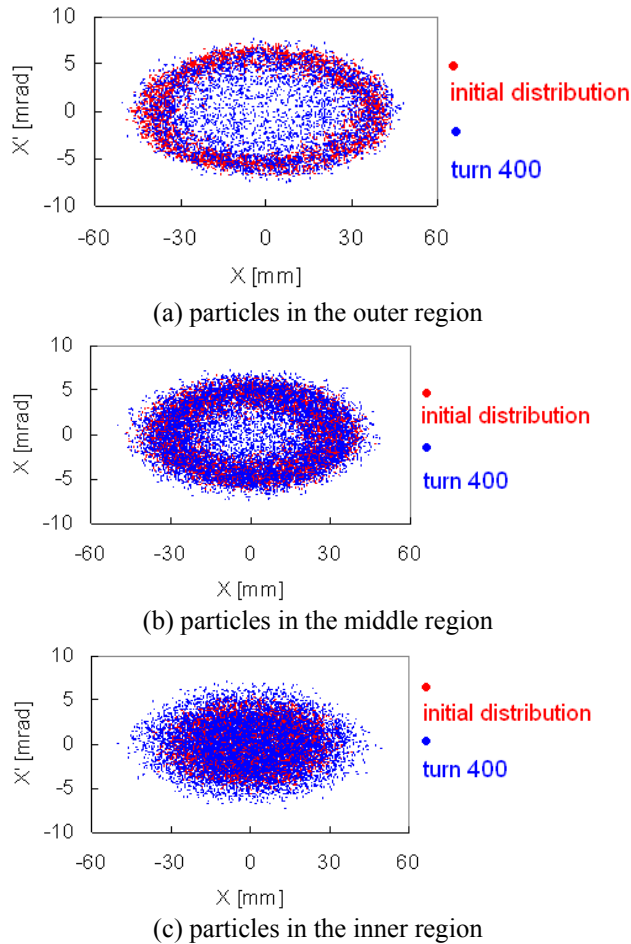 10
5
0
-5
-10
X' [mrad]
-60 -30 0 30 60
X [mm]
initial distribution
turn 400
(a) particles in the outer region
10
5
0
-5
-10
X [mrad]
-60 -30 0 30 60
X [mm]
initial distribution
turn 400
(b) particles in the middle region
10
5
0
-5
-10
X' [mrad]
-60 -30 0 30 60
X [mm]
initial distribution
turn 400
(c) particles in the inner region